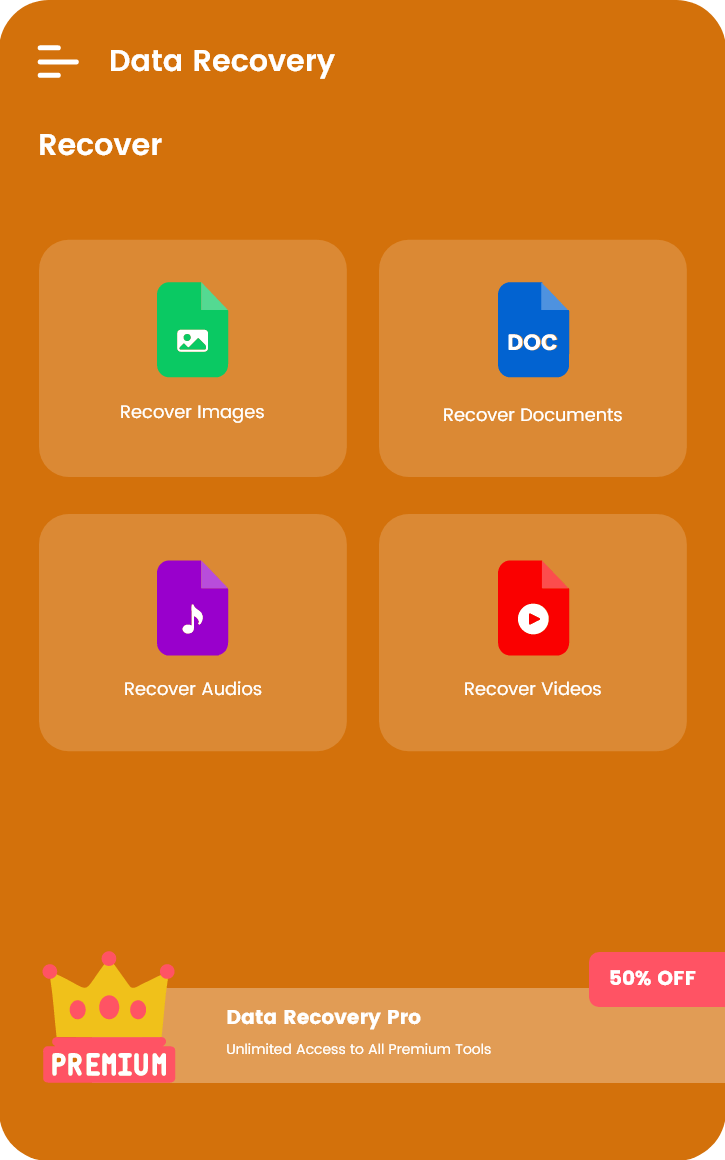 Data Recovery
Recover
Recover Images
DOC
Recover Documents
Recover Audios
Recover Videos
50% OFF
Data Recovery Pro
Unlimited Access to All Premium Tools
PREMIUM